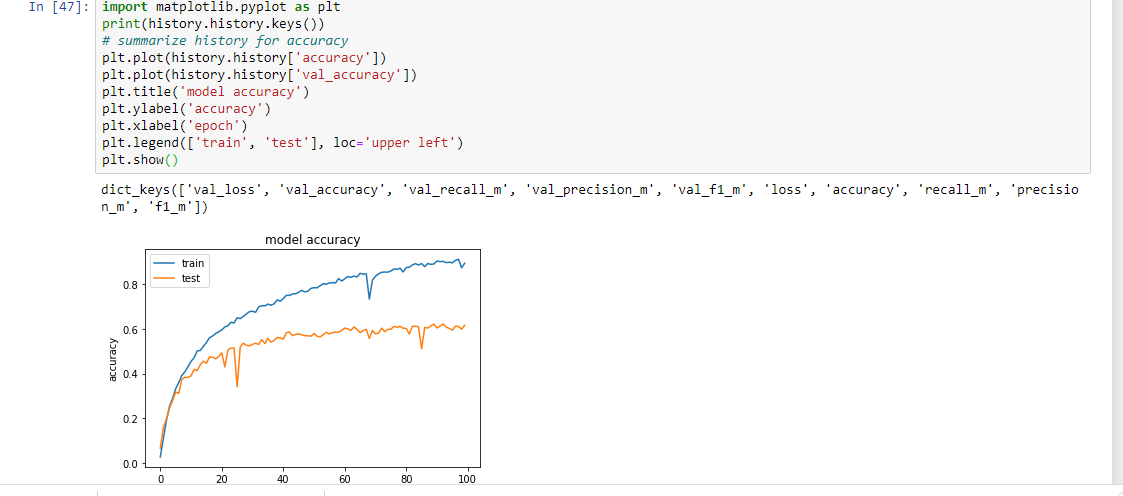 In [47]: import matplotlib.pyplot as plt
print(history.history.keys())
# summarize history for accuracy
plt.plot(history.history['accuracy'])
plt.plot(history.history['val_accuracy'])
plt.title('model accuracy')
plt.ylabel('accuracy')
plt.xlabel('epoch')
plt.legend(['train', 'test'], loc='upper left')
plt.show()
dict_keys(['val_loss', 'val_accuracy', 'val_recall_m', 'val_precision_m', 'val_f1_m', 'loss', 'accuracy', 'recall_m', 'precisio
n_m', 'f1_m'])
model accuracy
train
test
0.8
0.6
0.4
0.2
0.0
accuracy
0 20 40 60 80 100